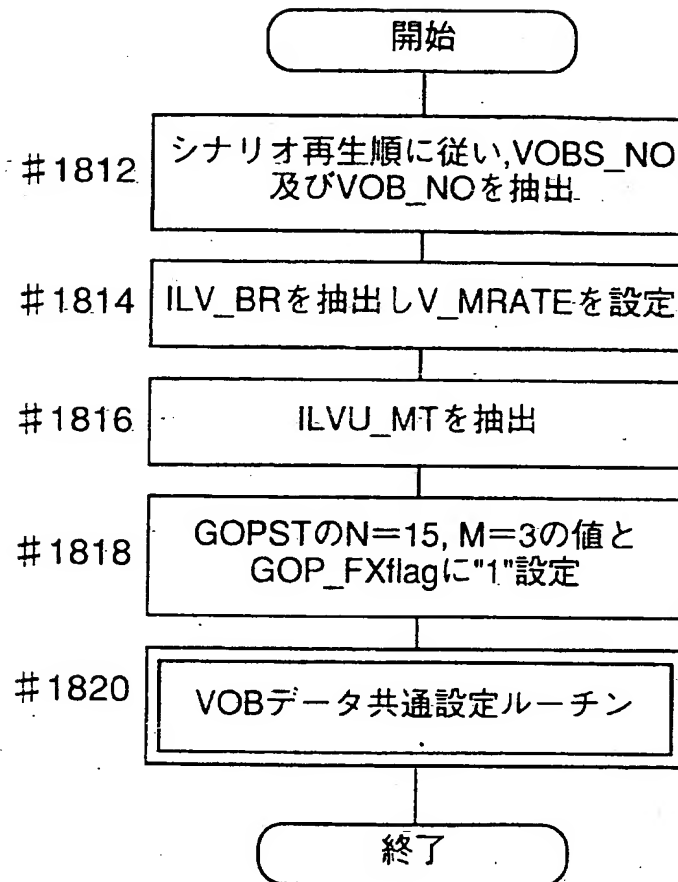 開始
#1812
シナリオ再生順に従い,VOBS_NO
及びVOB_NOを抽出
#1814
ILV_BRを抽出しV_MRATEを設定
#1816
ILVU_MTを抽出
#1818
GOPSTのN=15, M=3の値と
GOP_FXflagに"1"設定
#1820
VOBデータ共通設定ルーチン
終了